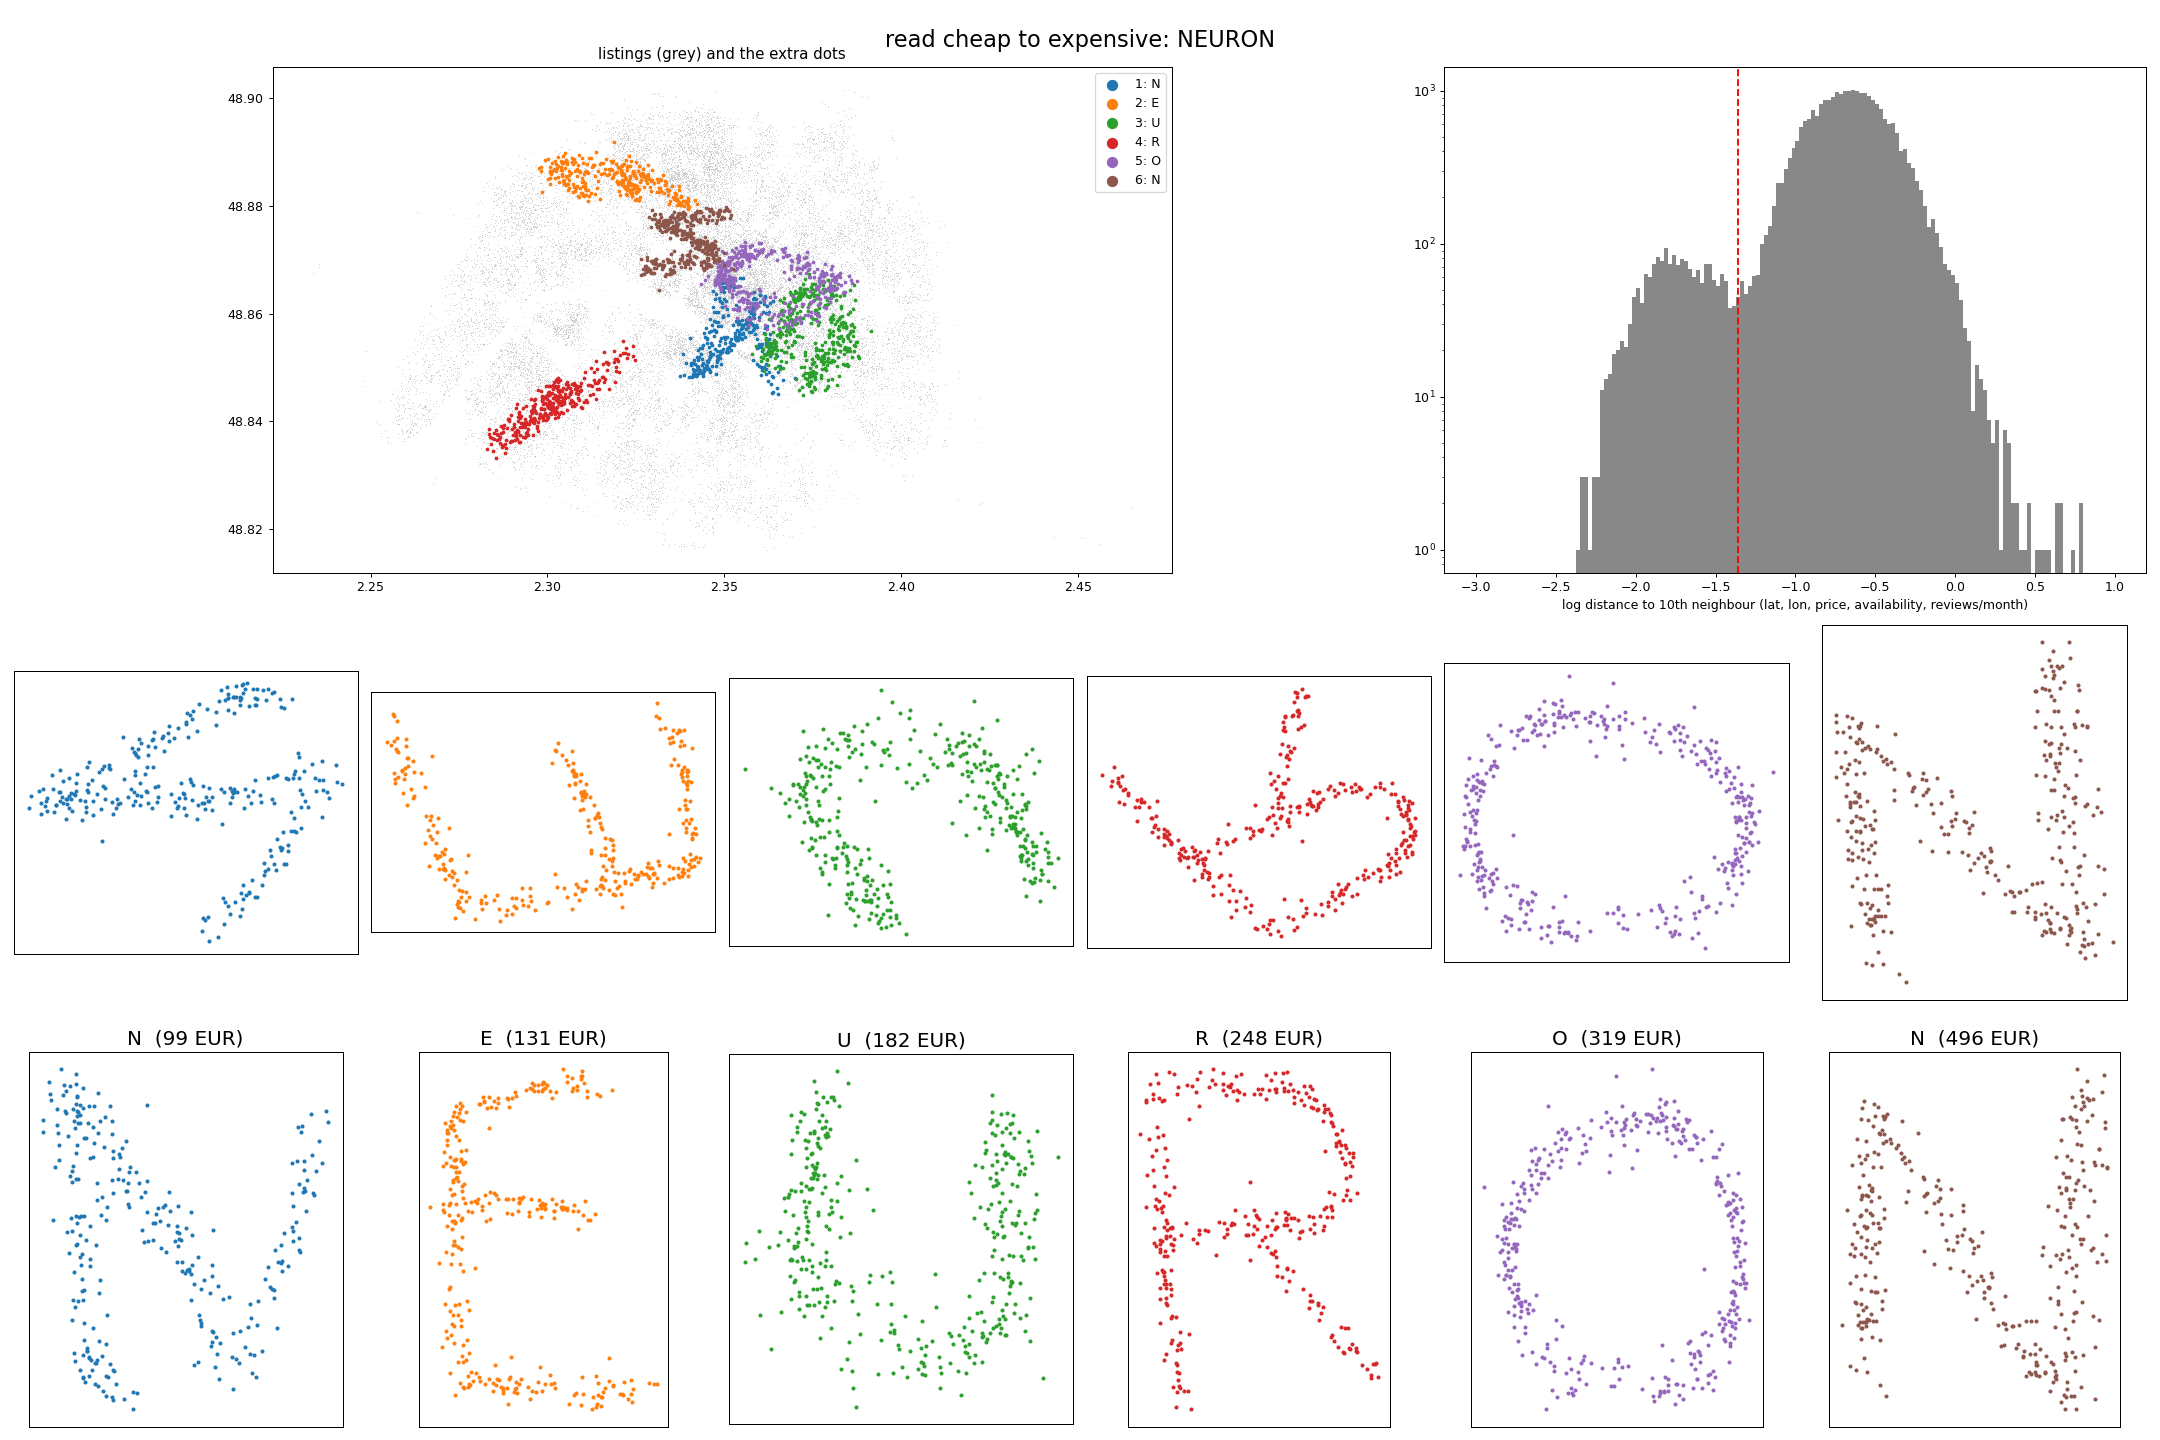 read cheap to expensive: NEURON
listings (grey) and the extra dots
48.90
48.88
48.86
48.84
48.82
2.25 2.30 2.35 2.40 2.45
1: N
2: E
3: U
4: R
5: O
6: N
10³
10²
10¹
10⁰
−3.0 −2.5 −2.0 −1.5 −1.0 −0.5 0.0 0.5 1.0
log distance to 10th neighbour (lat, lon, price, availability, reviews/month)
N (99 EUR) E (131 EUR) U (182 EUR) R (248 EUR) O (319 EUR) N (496 EUR)